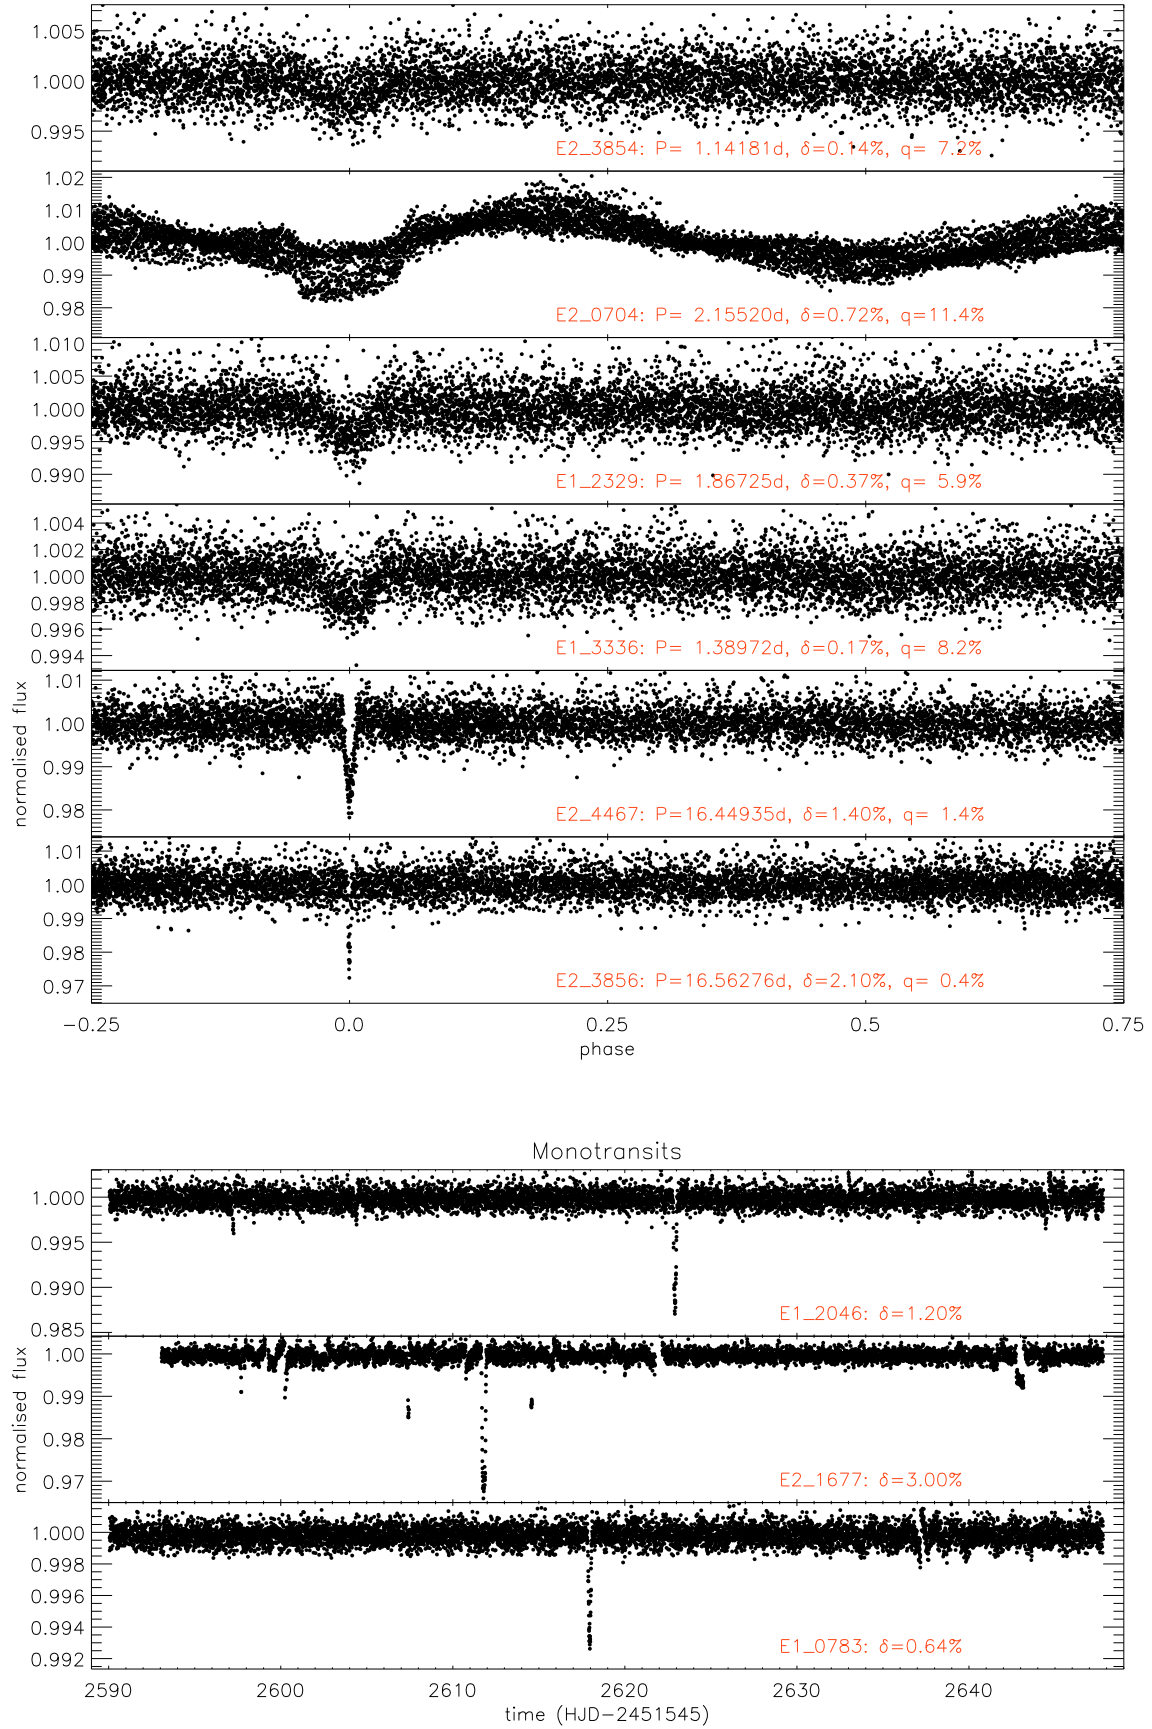 1.005
1.000
0.995
E2_3854: P= 1.14181d, δ=0.14%, q= 7.2%
1.02
1.01
1.00
0.99
0.98
E2_0704: P= 2.15520d, δ=0.72%, q=11.4%
1.010
1.005
1.000
0.995
0.990
E1_2329: P= 1.86725d, δ=0.37%, q= 5.9%
1.004
1.002
1.000
0.998
0.996
0.994
E1_3336: P= 1.38972d, δ=0.17%, q= 8.2%
1.01
1.00
0.99
0.98
E2_4467: P=16.44935d, δ=1.40%, q= 1.4%
normalised flux
1.01
1.00
0.99
0.98
0.97
E2_3856: P=16.56276d, δ=2.10%, q= 0.4%
-0.25 0.0 0.25 0.5 0.75
phase
Monotransits
1.000
0.995
0.990
0.985
E1_2046: δ=1.20%
1.00
0.99
0.98
0.97
E2_1677: δ=3.00%
normalised flux
1.000
0.998
0.996
0.994
0.992
E1_0783: δ=0.64%
2590 2600 2610 2620 2630 2640
time (HJD-2451545)